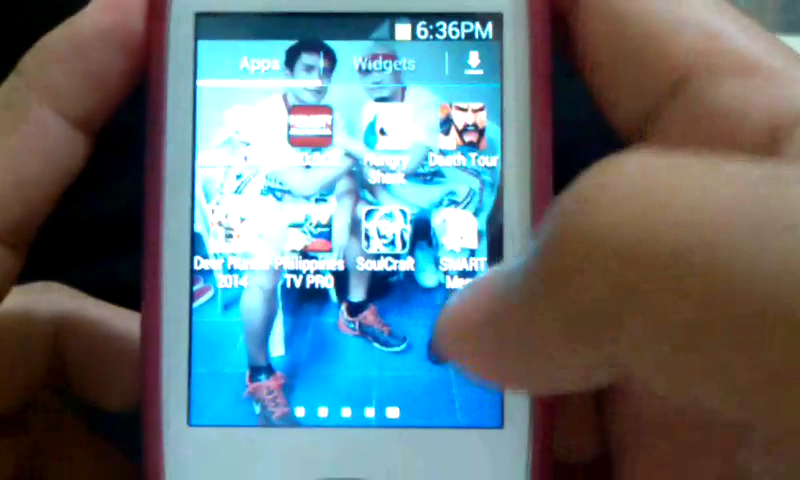 6:36PM
Apps
Widgets
Hungry
Shark
Death Tour
Deer Hunter
2014
Philippines
TV PRO
SoulCraft
SMART